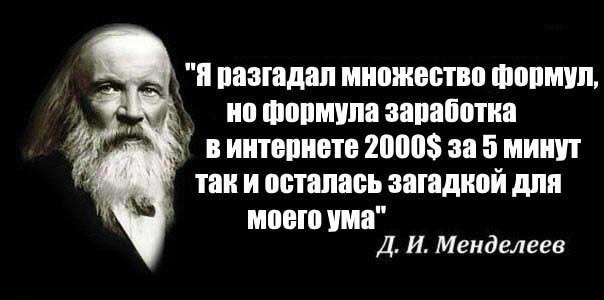 "Я разгадал множество формул,
но формула заработка
в интернете 2000$ за 5 минут
так и осталась загадкой для
моего ума"
Д. И. Менделеев